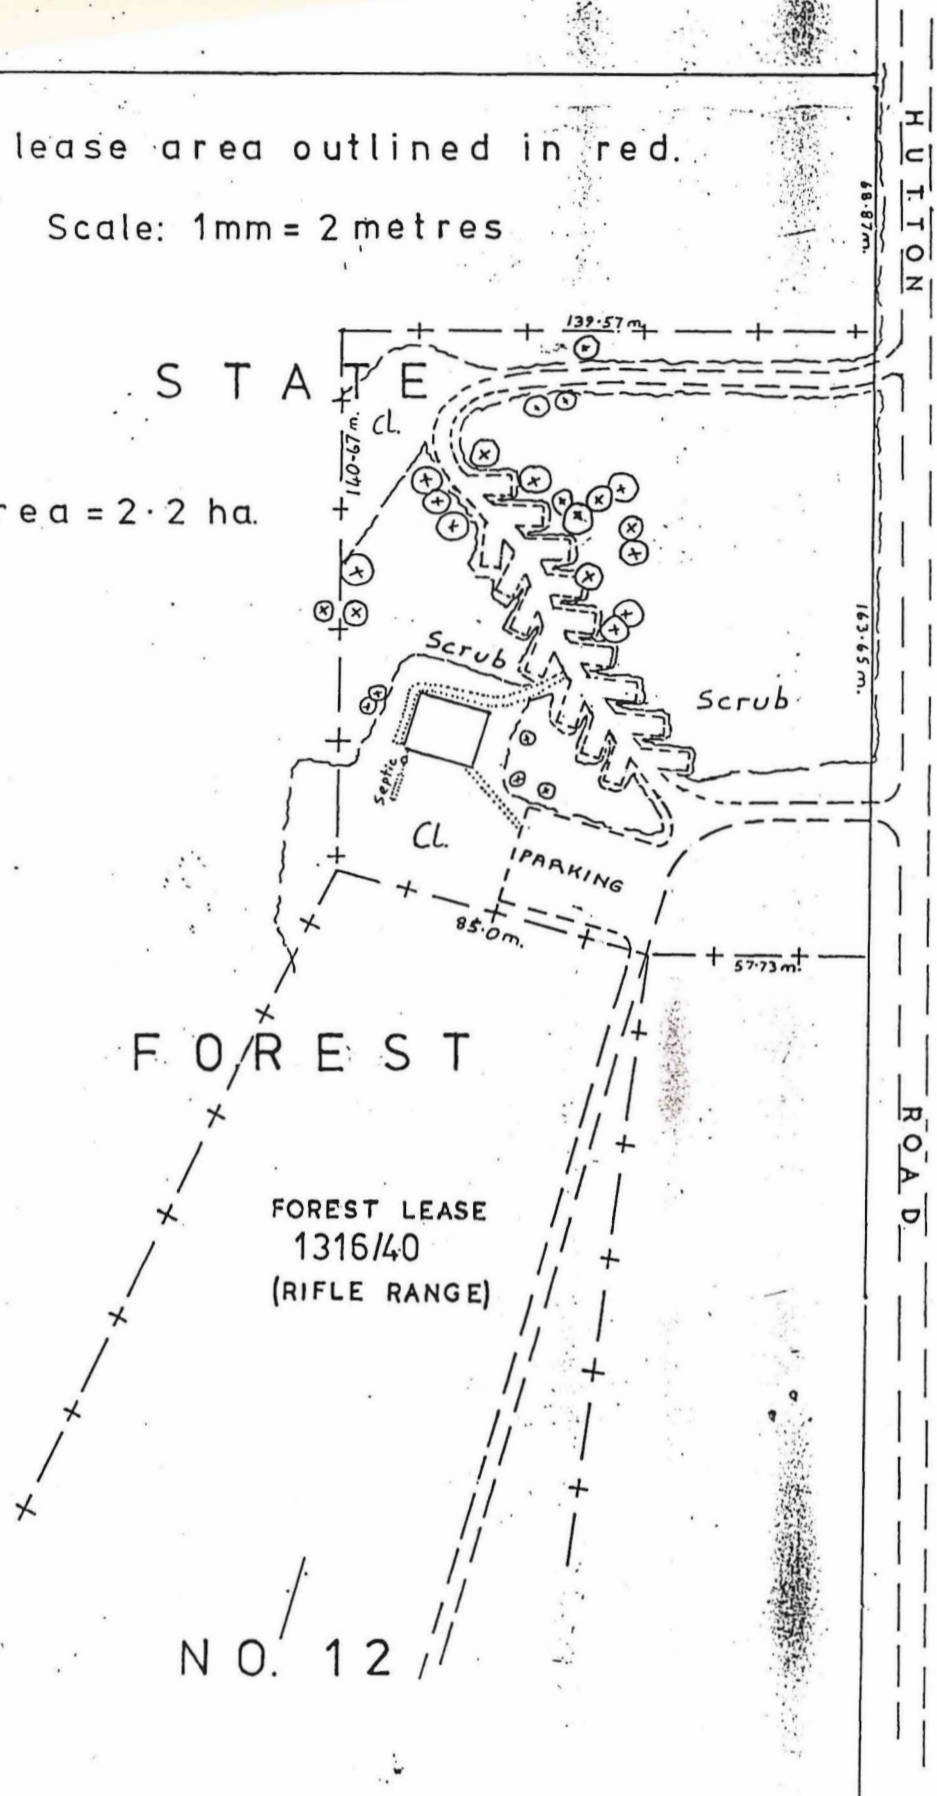 lease area outlined in red.
Scale: 1mm = 2 metres
HUTTON
68·87m.
139·57m
STATE
140·67m.
Cl.
rea = 2·2 ha.
163·65m.
Scrub
Scrub
Septic
Cl.
PARKING
85·0m.
57·73m.
FOREST
ROAD
FOREST LEASE
1316/40
(RIFLE RANGE)
NO. 12